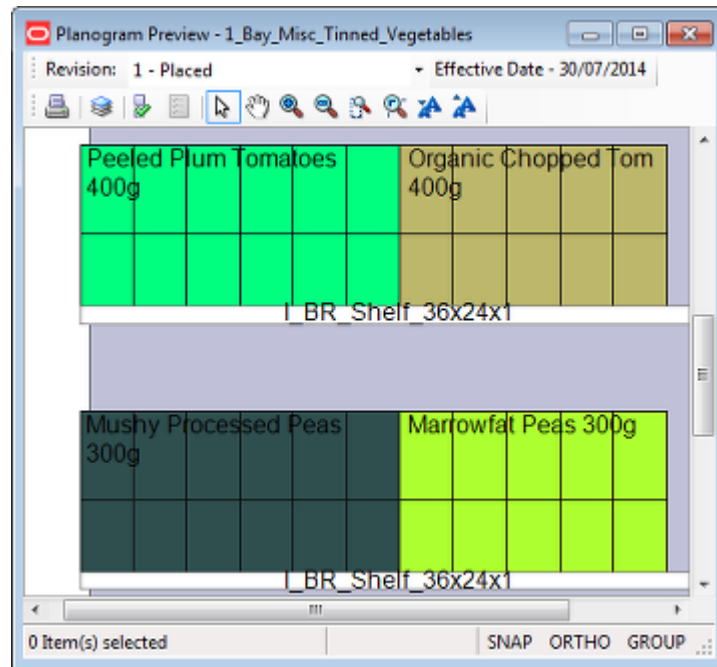 Planogram Preview - 1_Bay_Misc_Tinned_Vegetables
Revision: 1 - Placed Effective Date - 30/07/2014
Peeled Plum Tomatoes
400g
Organic Chopped Tom
400g
I_BR_Shelf_36x24x1
Mushy Processed Peas
300g
Marrowfat Peas 300g
I_BR_Shelf_36x24x1
0 Item(s) selected SNAP ORTHO GROUP